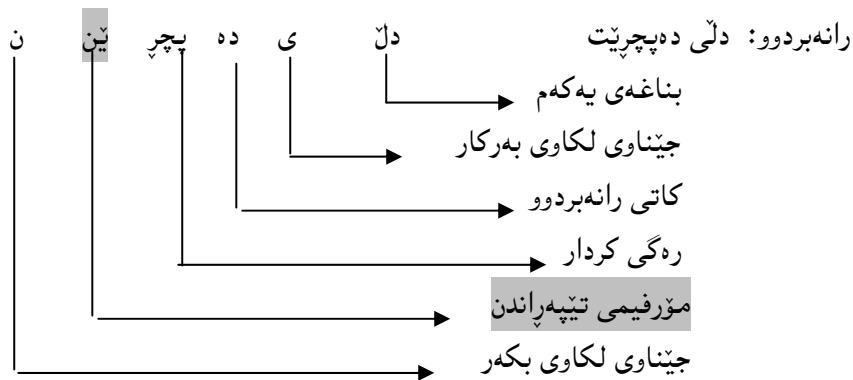 رانەبردوو: دڵی دەپچڕێت دڵ ی دە پچڕ ێن ن
بناغەی یەکەم
جێناوی لکاوی بەرکار
کاتی رانەبردوو
رەگی کردار
مۆرفیمی تێپەڕاندن
جێناوی لکاوی بکەر